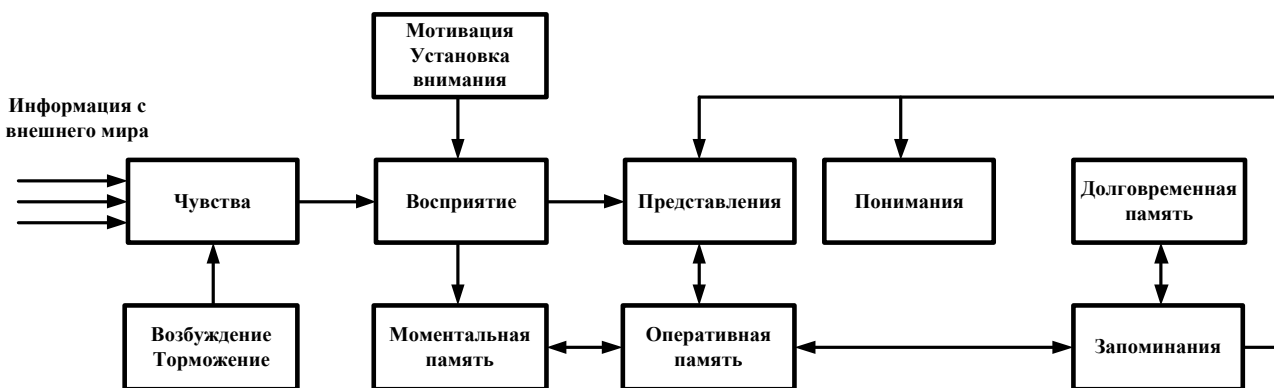 Мотивация
Установка
внимания
Информация с
внешнего мира
Чувства
Восприятие
Представления
Понимания
Долговременная
память
Возбуждение
Торможение
Моментальная
память
Оперативная
память
Запоминания